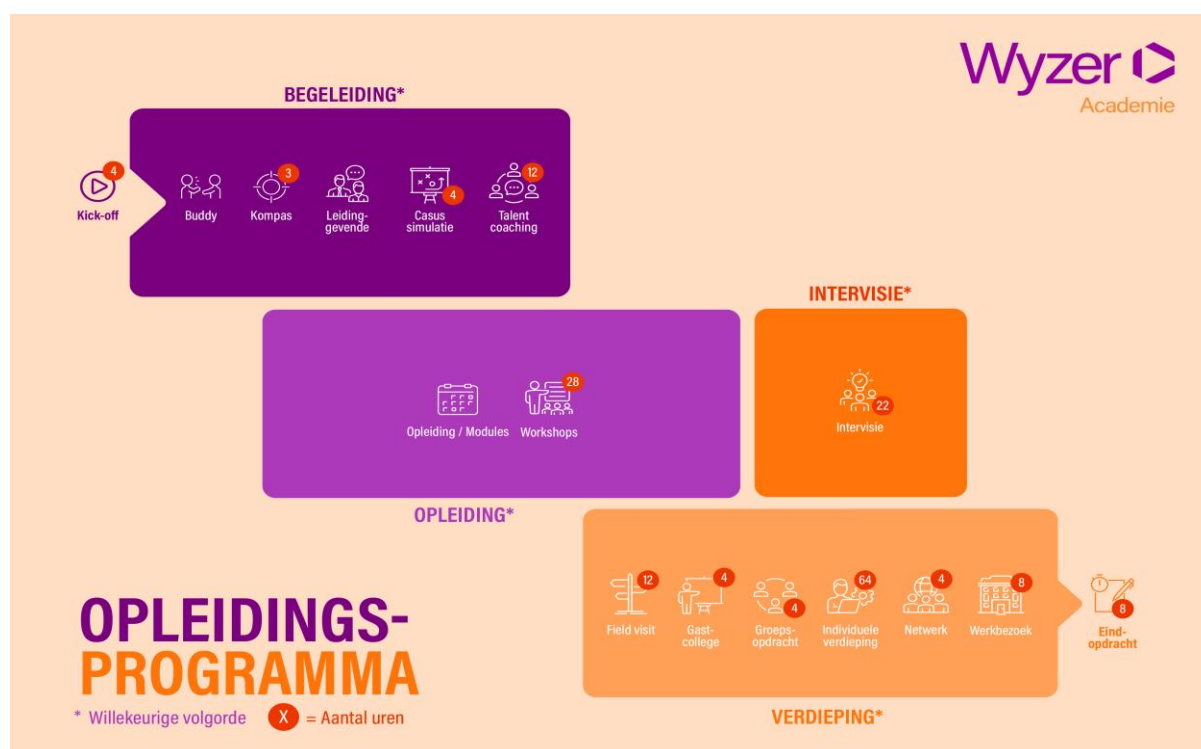 Wyzer
Academie
BEGELEIDING*
4
Kick-off
Buddy
3
Kompas
Leiding-
gevende
4
Casus
simulatie
12
Talent
coaching
INTERVISIE*
22
Intervisie
Opleiding / Modules
28
Workshops
OPLEIDING*
12
Field visit
4
Gast-
college
4
Groeps-
opdracht
64
Individuele
verdieping
4
Netwerk
8
Werkbezoek
8
Eind-
opdracht
VERDIEPING*
OPLEIDINGS-
PROGRAMMA
* Willekeurige volgorde
X = Aantal uren